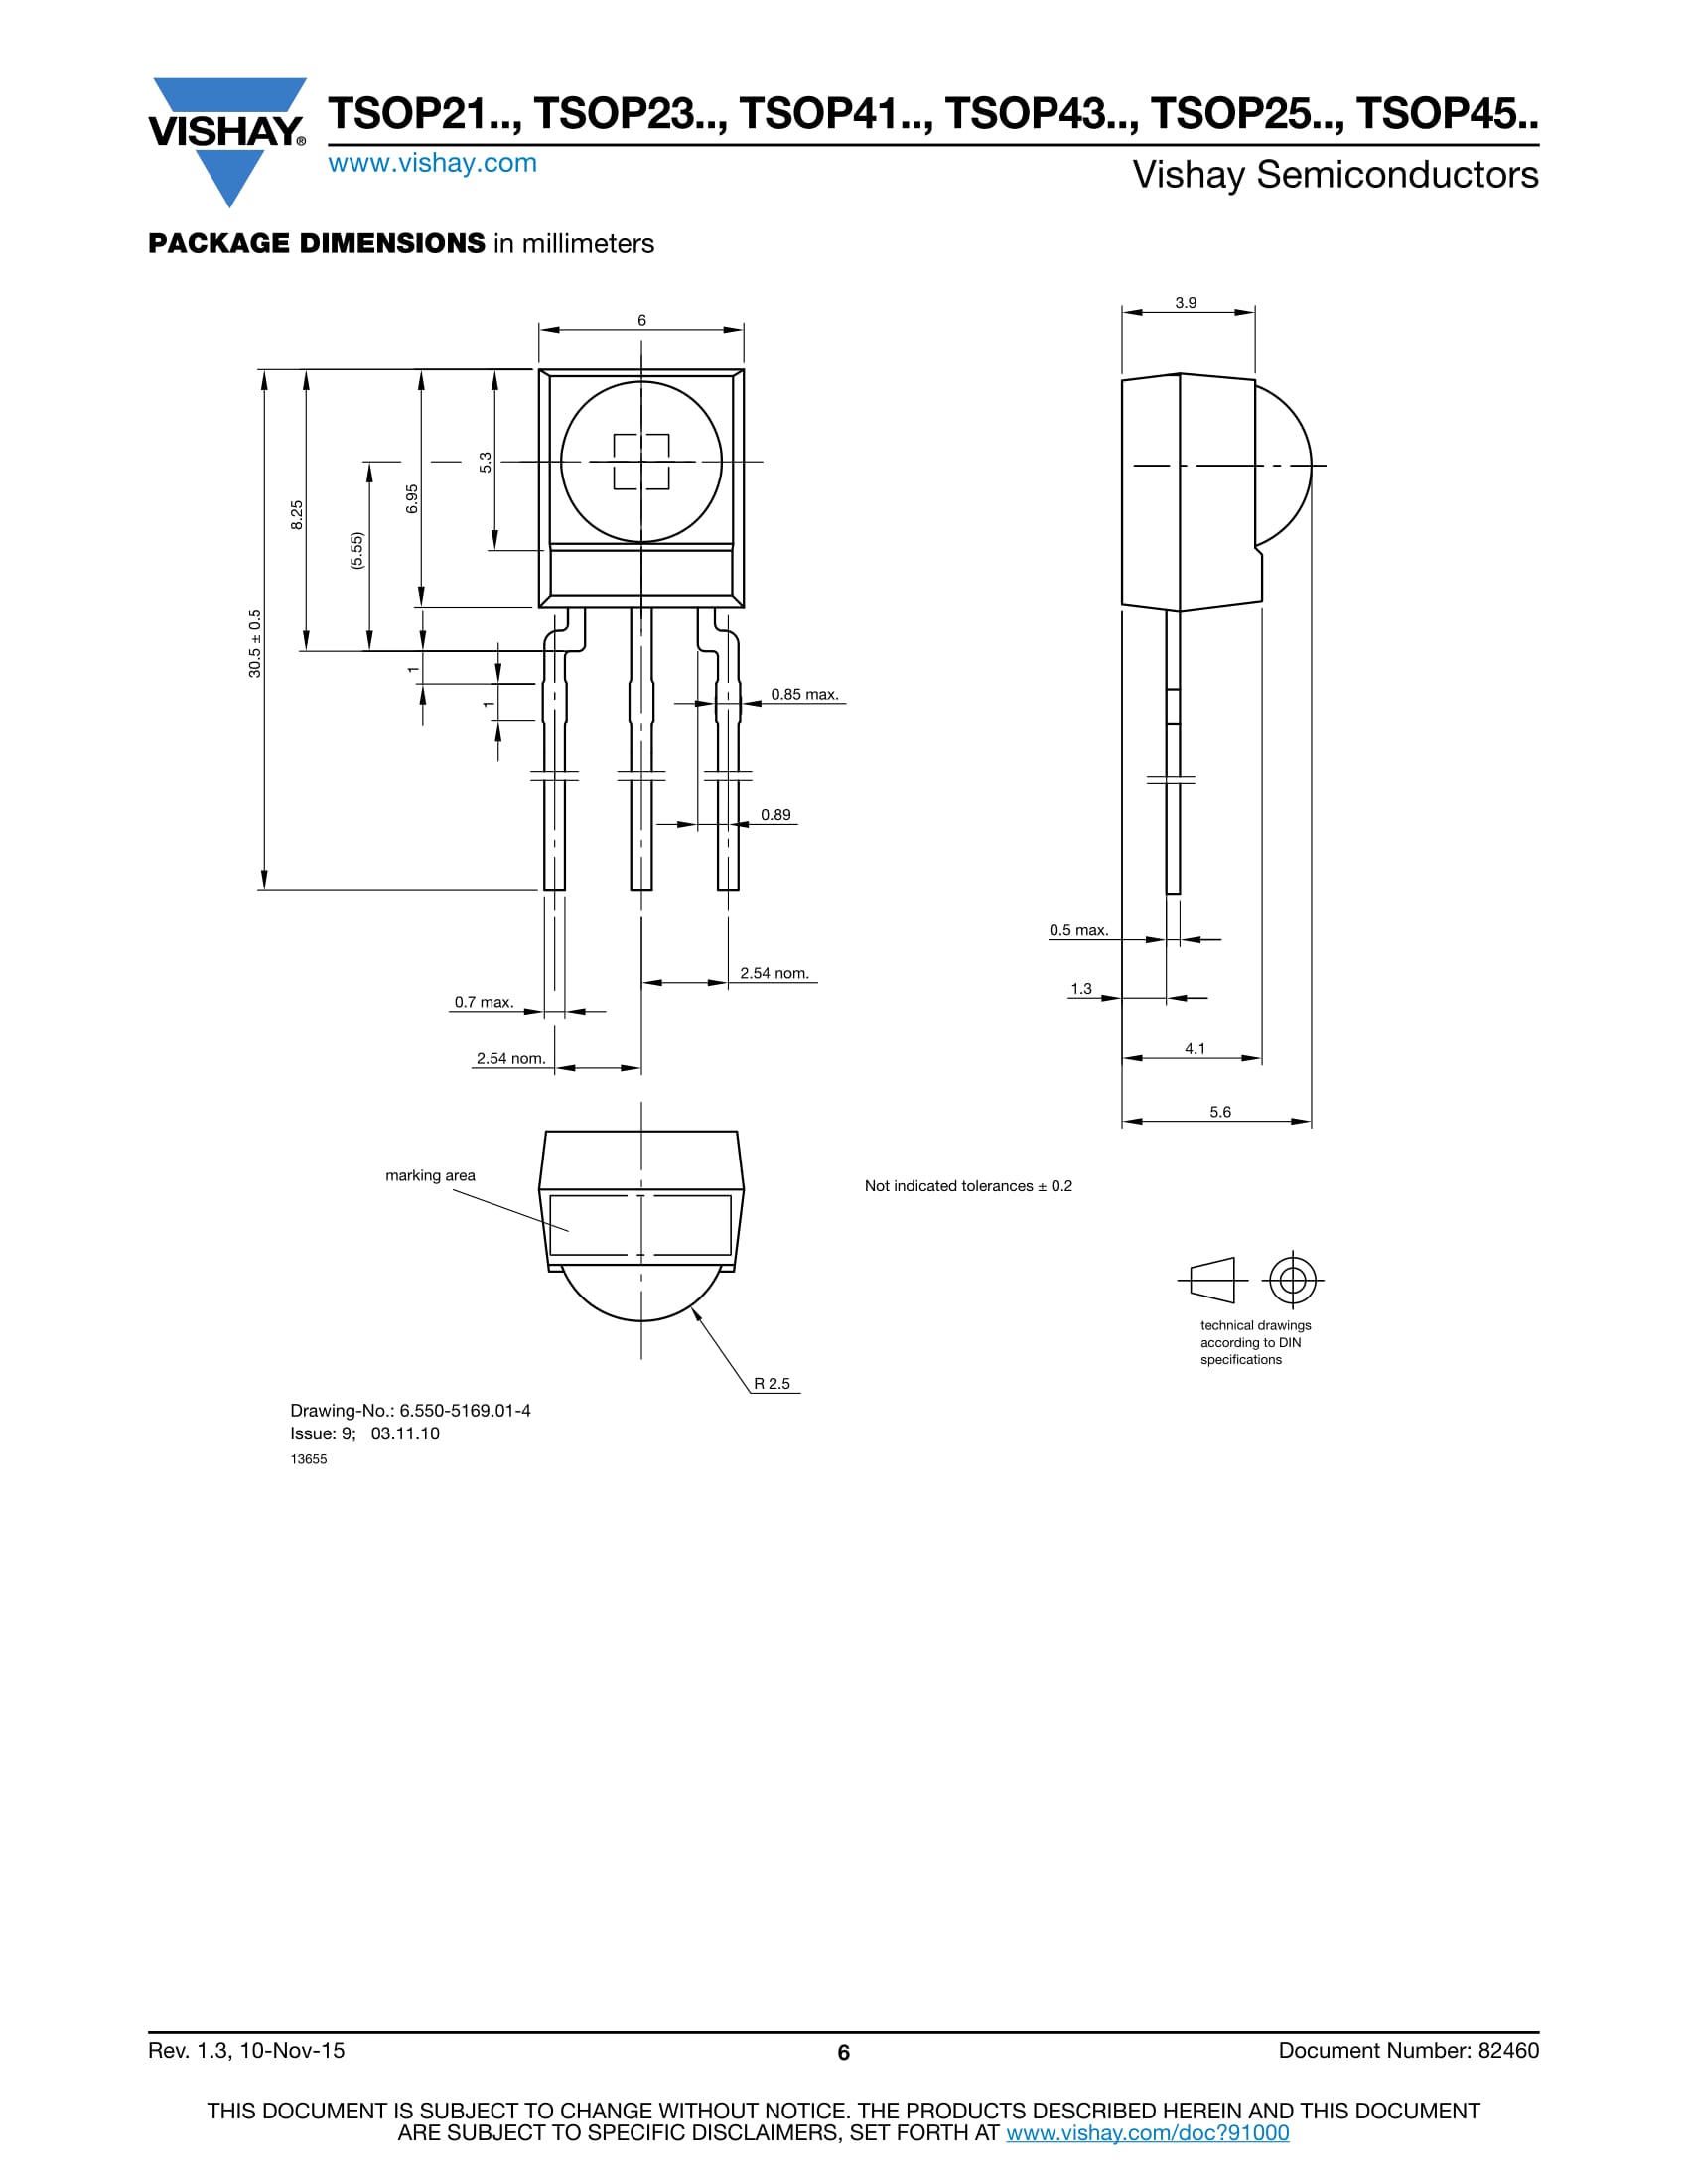 TSOP21.., TSOP23.., TSOP41.., TSOP43.., TSOP25.., TSOP45..
VISHAY®
www.vishay.com
Vishay Semiconductors
PACKAGE DIMENSIONS in millimeters
3.9
6
5.3
6.95
8.25
(5.55)
30.5 ± 0.5
1
1
0.85 max.
0.89
0.5 max.
2.54 nom.
1.3
0.7 max.
4.1
2.54 nom.
5.6
marking area
Not indicated tolerances ± 0.2
technical drawings
according to DIN
specifications
R 2.5
Drawing-No.: 6.550-5169.01-4
Issue: 9; 03.11.10
13655
Rev. 1.3, 10-Nov-15
6
Document Number: 82460
THIS DOCUMENT IS SUBJECT TO CHANGE WITHOUT NOTICE. THE PRODUCTS DESCRIBED HEREIN AND THIS DOCUMENT
ARE SUBJECT TO SPECIFIC DISCLAIMERS, SET FORTH AT www.vishay.com/doc?91000